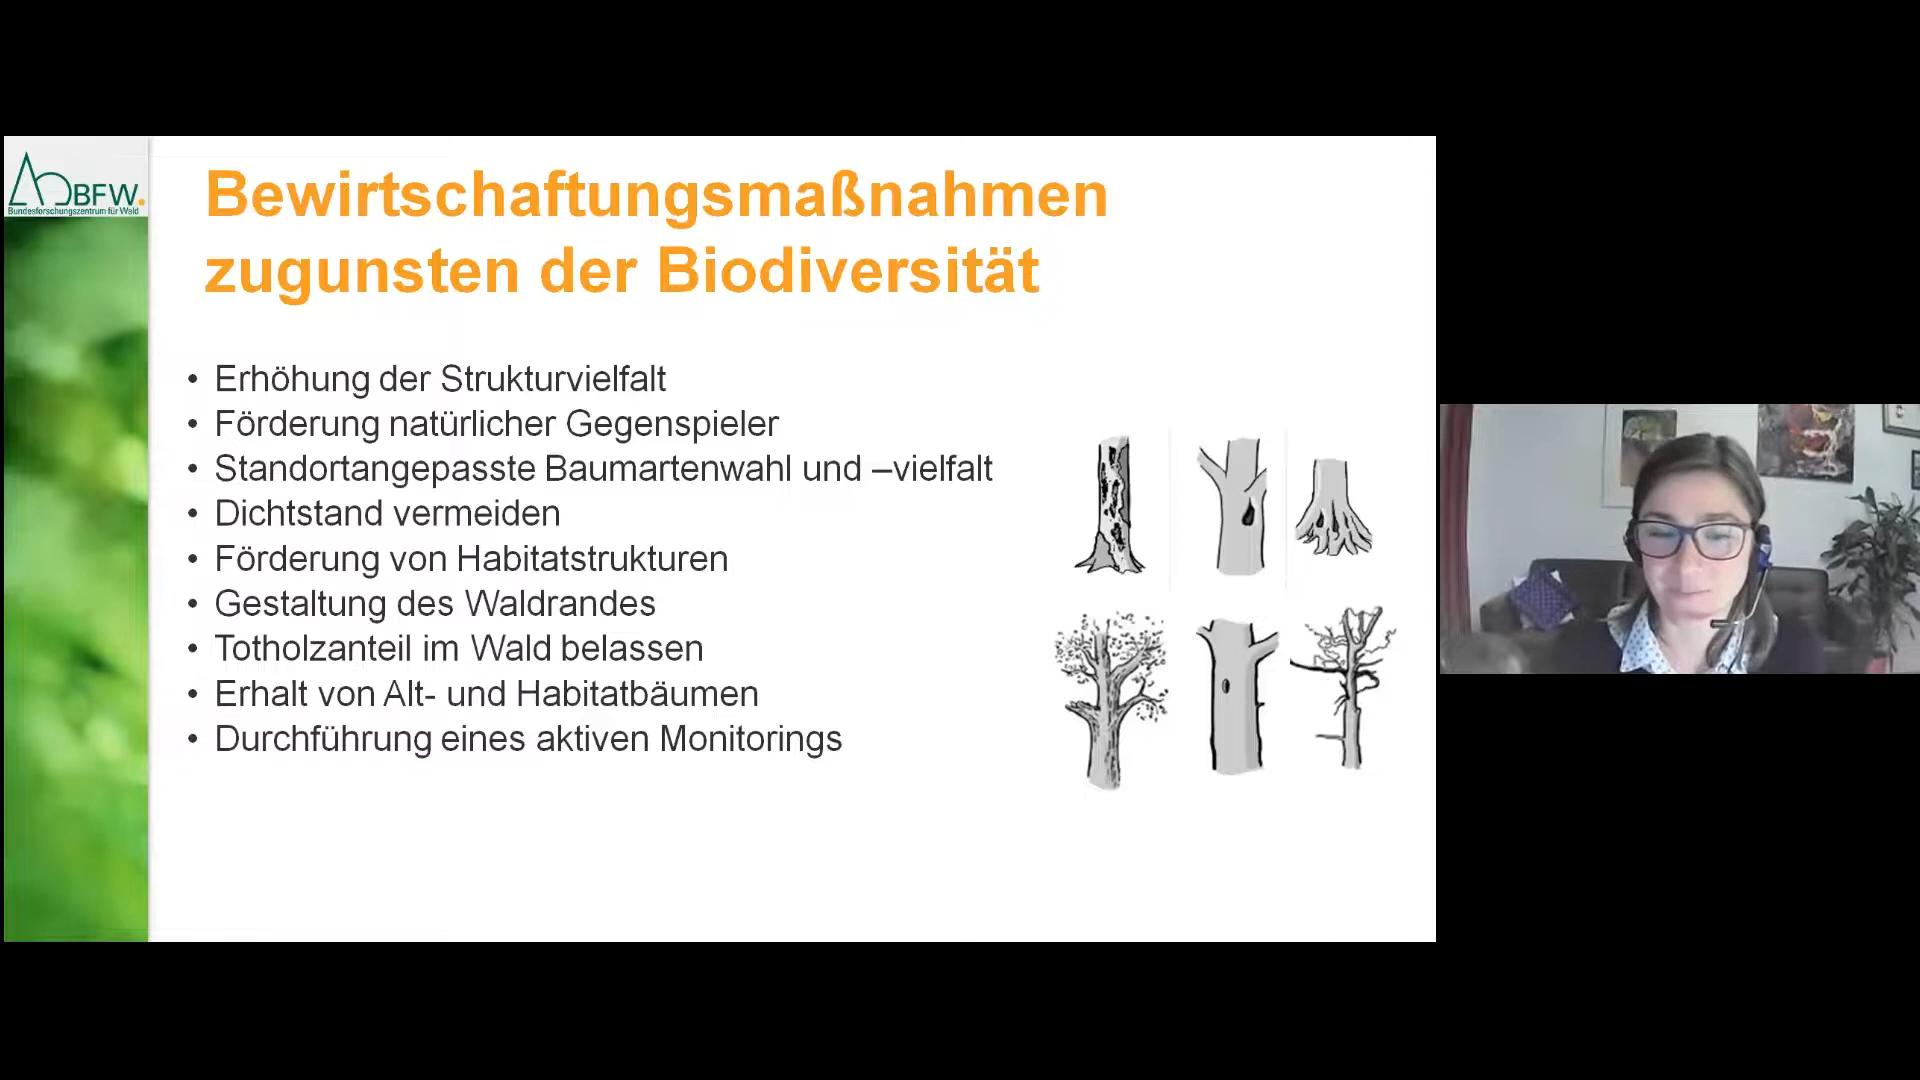 BFW.
Bundesforschungszentrum für Wald
Bewirtschaftungsmaßnahmen
zugunsten der Biodiversität
• Erhöhung der Strukturvielfalt
• Förderung natürlicher Gegenspieler
• Standortangepasste Baumartenwahl und –vielfalt
• Dichtstand vermeiden
• Förderung von Habitatstrukturen
• Gestaltung des Waldrandes
• Totholzanteil im Wald belassen
• Erhalt von Alt- und Habitatbäumen
• Durchführung eines aktiven Monitorings